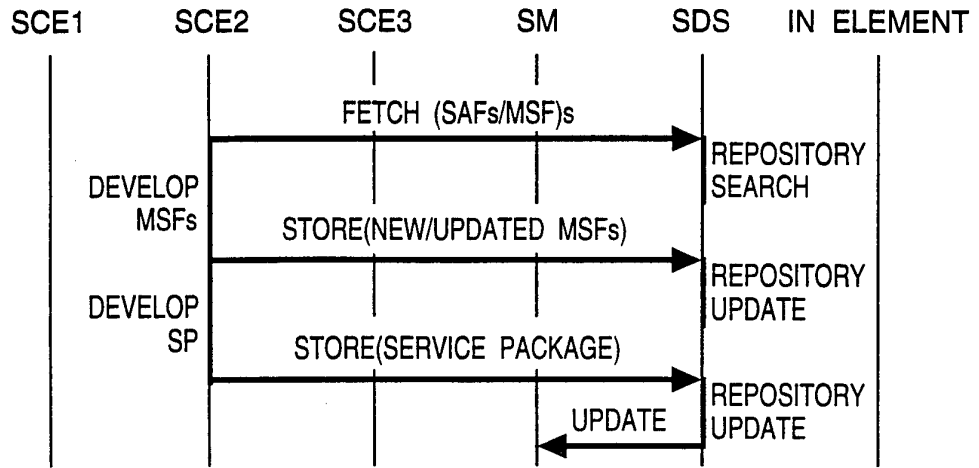 SCE1 SCE2 SCE3 SM SDS IN ELEMENT
FETCH (SAFs/MSF)s
REPOSITORY
SEARCH
DEVELOP
MSFs
STORE(NEW/UPDATED MSFs)
REPOSITORY
UPDATE
DEVELOP
SP
STORE(SERVICE PACKAGE)
REPOSITORY
UPDATE
UPDATE